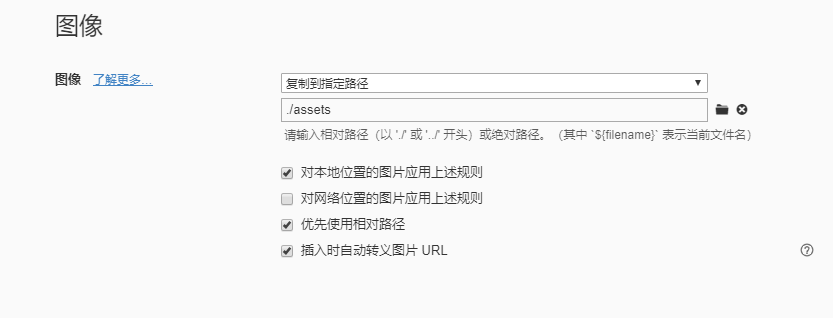 图像
图像 了解更多...
复制到指定路径
./assets
请输入相对路径（以 './' 或 '../' 开头）或绝对路径。（其中 `${filename}` 表示当前文件名）
对本地位置的图片应用上述规则
对网络位置的图片应用上述规则
优先使用相对路径
插入时自动转义图片 URL